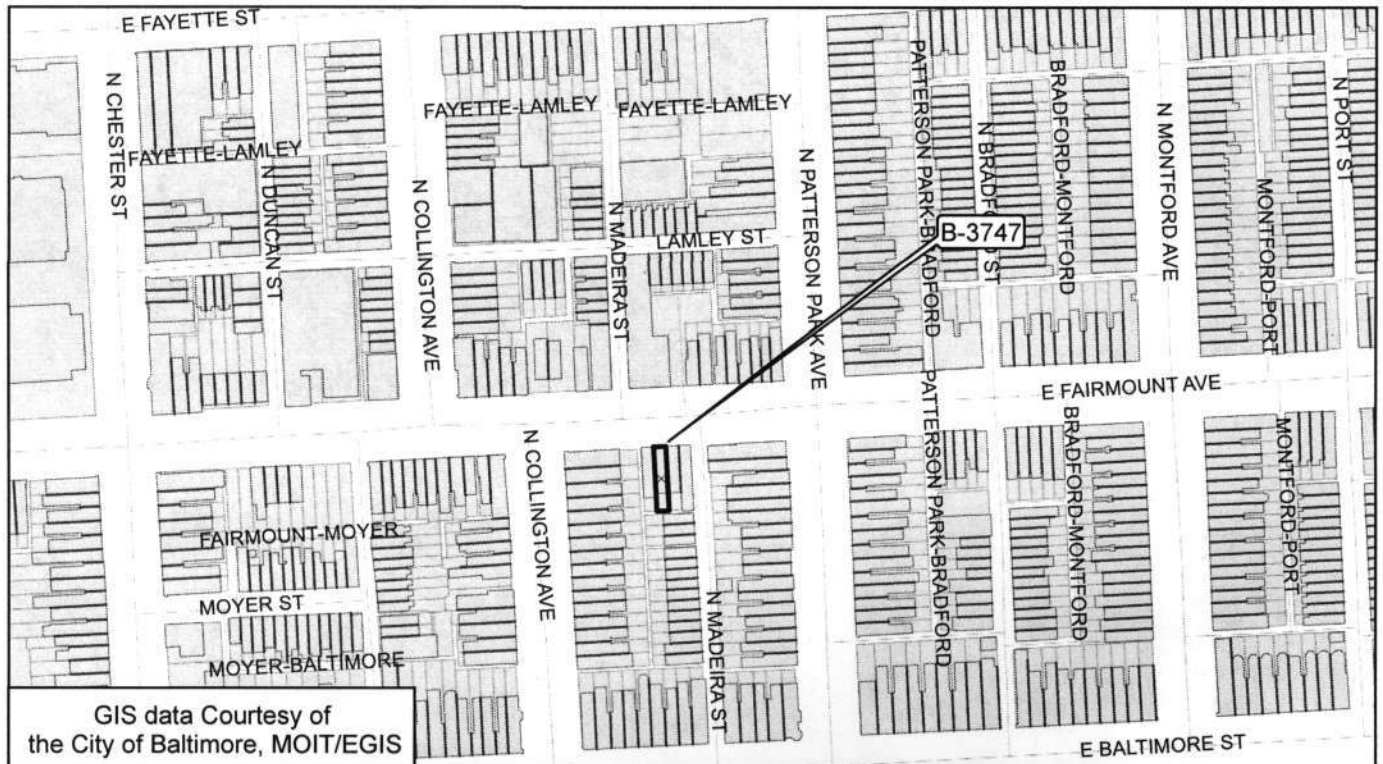 E FAYETTE ST
N CHESTER ST
FAYETTE-LAMLEY
N DUNCAN ST
N COLLINGTON AVE
FAYETTE-LAMLEY
FAYETTE-LAMLEY
N MADEIRA ST
LAMLEY ST
N PATTERSON PARK AVE
PATTERSON PARK-BRADFORD
N BRADFORD ST
BRADFORD-MONTFORD
N MONTFORD AVE
MONTFORD-PORT
N PORT ST
B-3747
E FAIRMOUNT AVE
N COLLINGTON AVE
FAIRMOUNT-MOYER
MOYER ST
MOYER-BALTIMORE
N MADEIRA ST
PATTERSON PARK-BRADFORD
BRADFORD-MONTFORD
MONTFORD-PORT
E BALTIMORE ST
GIS data Courtesy of
the City of Baltimore, MOIT/EGIS